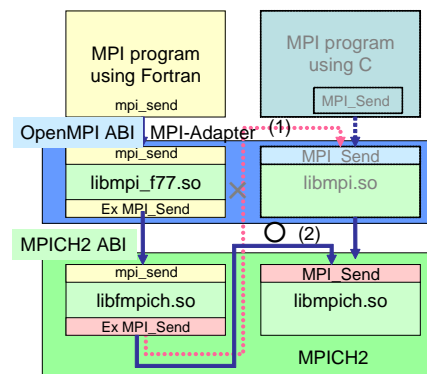 MPI program
using Fortran
mpi_send
MPI program
using C
MPI_Send
(1)
OpenMPI ABI
MPI-Adapter
mpi_send
libmpi_f77.so
Ex MPI_Send
MPI_Send
libmpi.so
(2)
MPICH2 ABI
mpi_send
libfmpich.so
Ex MPI_Send
MPI_Send
libmpich.so
MPICH2